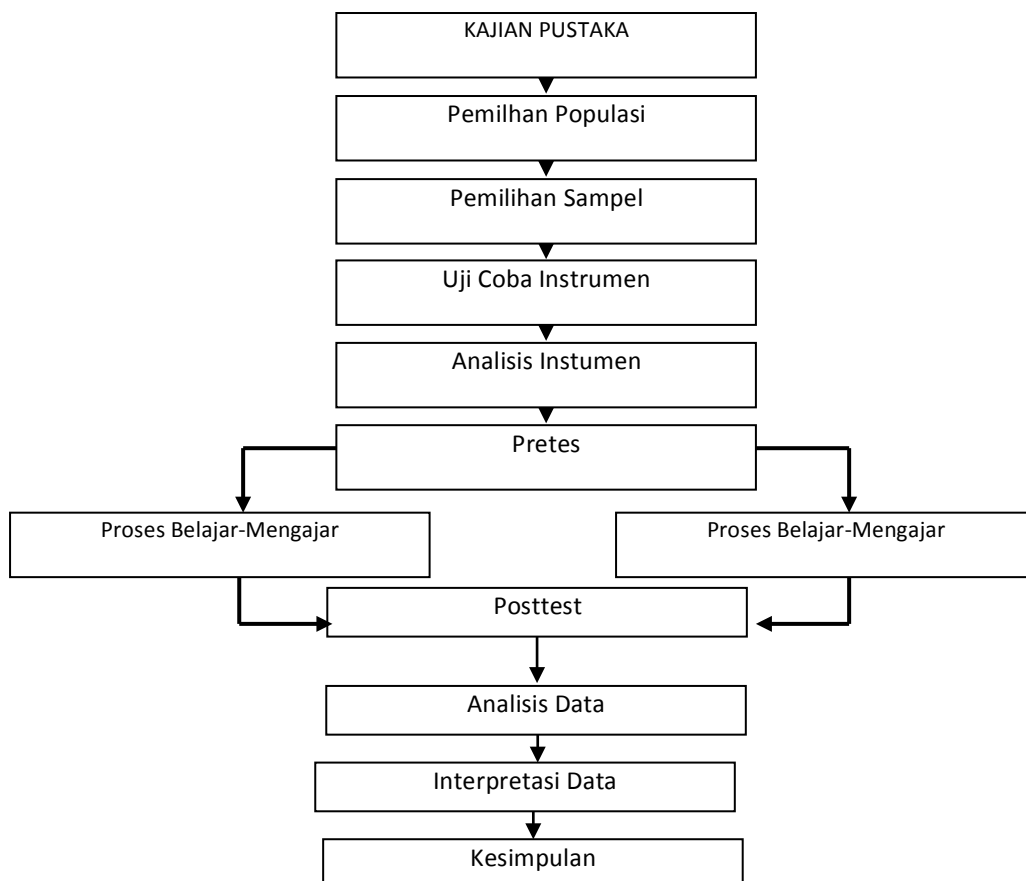 KAJIAN PUSTAKA
Pemilhan Populasi
Pemilihan Sampel
Uji Coba Instrumen
Analisis Instumen
Pretes
Proses Belajar-Mengajar
Proses Belajar-Mengajar
Posttest
Analisis Data
Interpretasi Data
Kesimpulan